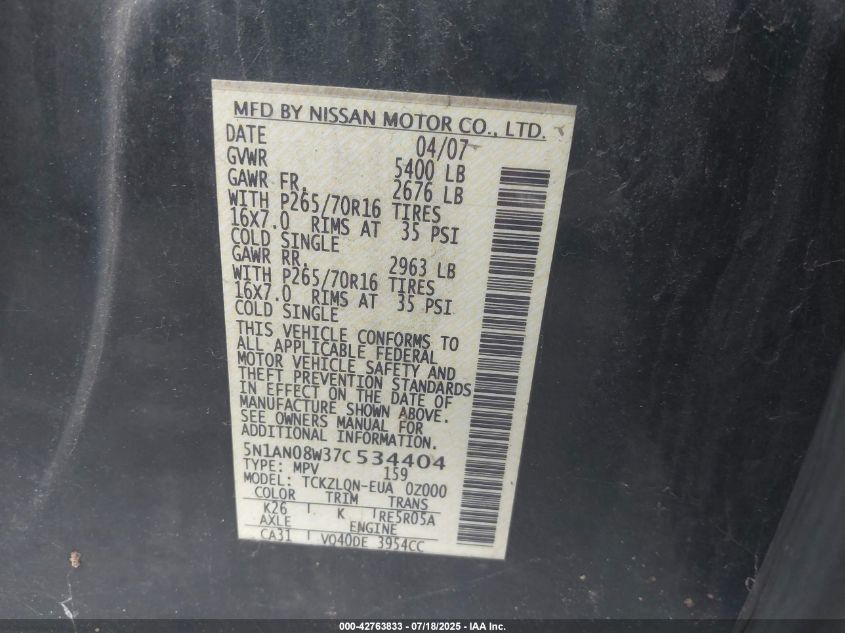 MFD BY NISSAN MOTOR CO., LTD.
DATE 04/07
GVWR 5400 LB
GAWR FR. 2676 LB
WITH P265/70R16 TIRES
16X7.0 RIMS AT 35 PSI
COLD SINGLE
GAWR RR. 2963 LB
WITH P265/70R16 TIRES
16X7.0 RIMS AT 35 PSI
COLD SINGLE
THIS VEHICLE CONFORMS TO
ALL APPLICABLE FEDERAL
MOTOR VEHICLE SAFETY AND
THEFT PREVENTION STANDARDS
IN EFFECT ON THE DATE OF
MANUFACTURE SHOWN ABOVE.
SEE OWNERS MANUAL FOR
ADDITIONAL INFORMATION.
5N1AN08W37C534404
TYPE: MPV 159
MODEL: TCKZLQN-EUA 0Z000
COLOR TRIM TRANS
K26 K RE5R05A
AXLE ENGINE
CA31 VQ40DE 3954CC
000-42763833 - 07/18/2025 - IAA Inc.